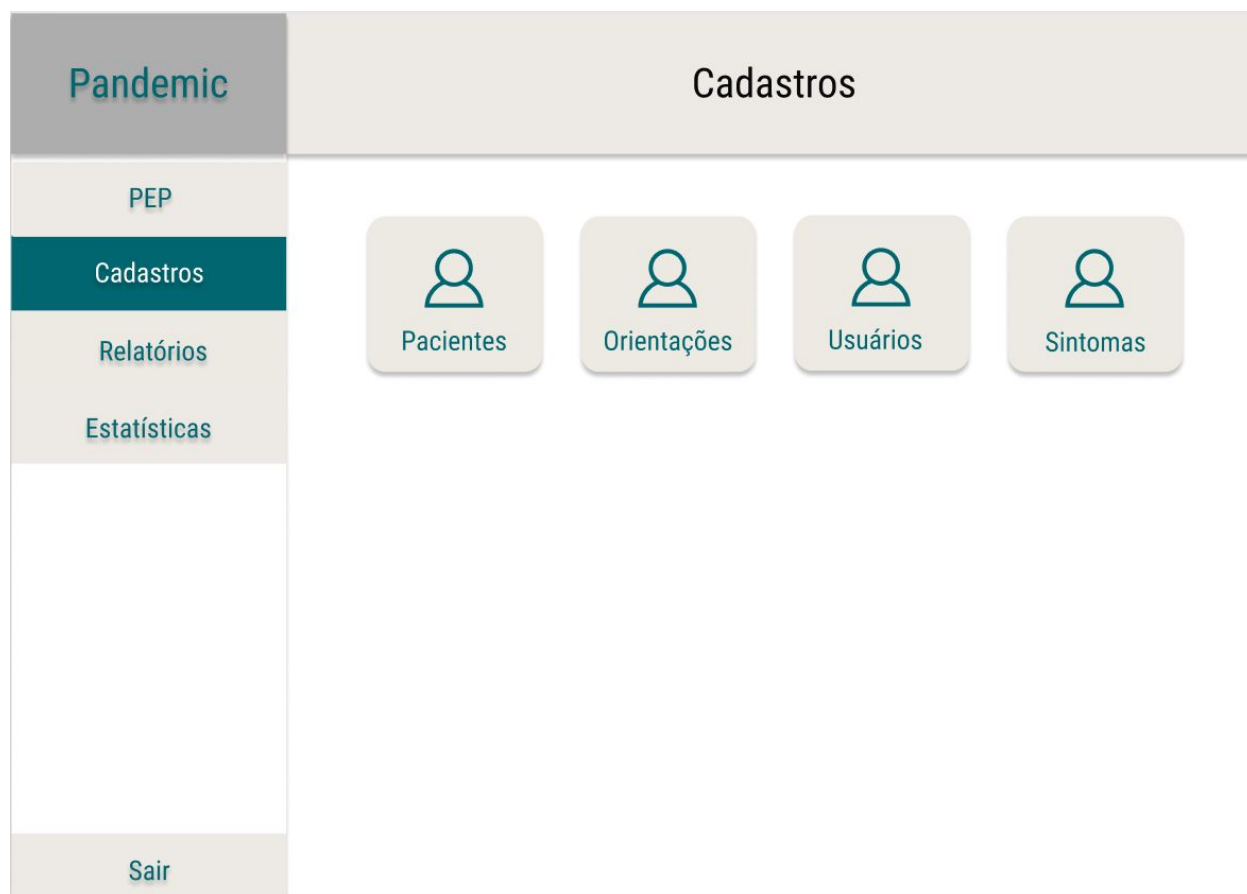 Pandemic
Cadastros
PEP
Cadastros
Relatórios
Estatísticas
Sair
Pacientes
Orientações
Usuários
Sintomas